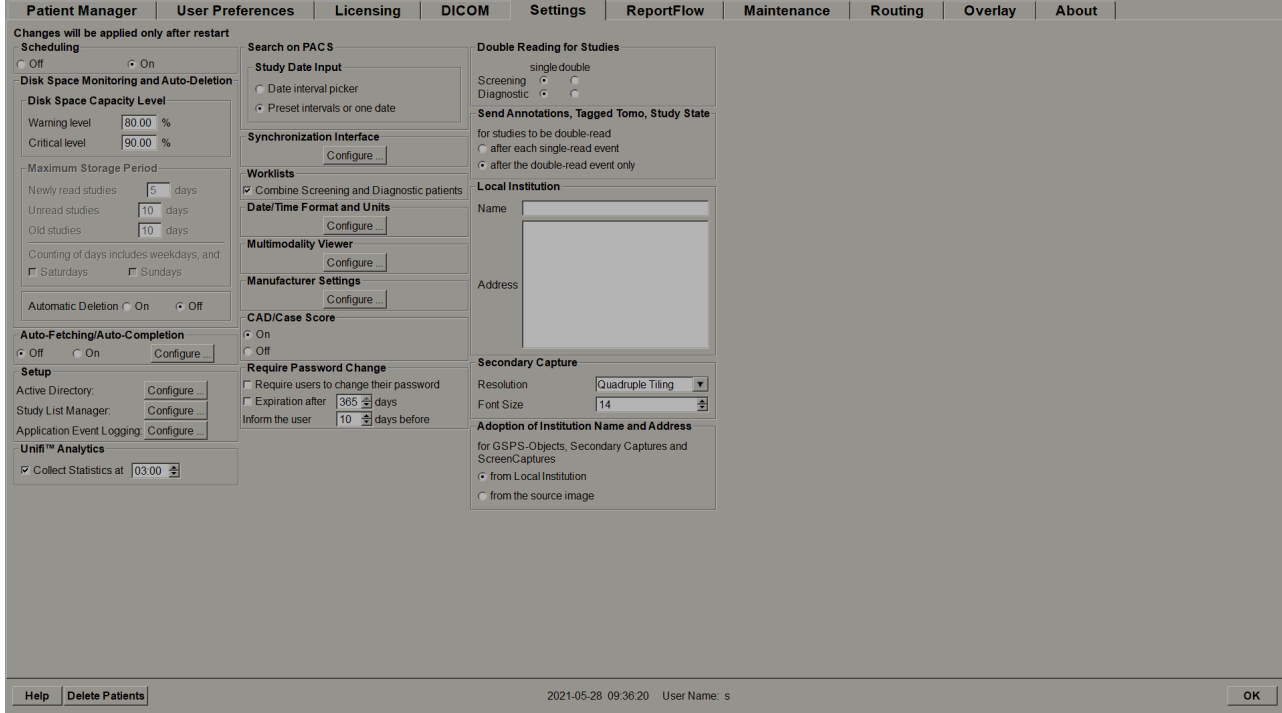 Patient Manager User Preferences Licensing DICOM Settings ReportFlow Maintenance Routing Overlay About
Changes will be applied only after restart
Scheduling
Off On
Disk Space Monitoring and Auto-Deletion
Disk Space Capacity Level
Warning level 80.00 %
Critical level 90.00 %
Maximum Storage Period
Newly read studies 5 days
Unread studies 10 days
Old studies 10 days
Counting of days includes weekdays, and:
Saturdays Sundays
Automatic Deletion On Off
Auto-Fetching/Auto-Completion
Off On Configure ...
Setup
Active Directory: Configure ...
Study List Manager: Configure ...
Application Event Logging: Configure ...
Unifi™ Analytics
Collect Statistics at 03:00
Search on PACS
Study Date Input
Date interval picker
Preset intervals or one date
Synchronization Interface
Configure ...
Worklists
Combine Screening and Diagnostic patients
Date/Time Format and Units
Configure ...
Multimodality Viewer
Configure ...
Manufacturer Settings
Configure ...
CAD/Case Score
On
Off
Require Password Change
Require users to change their password
Expiration after 365 days
Inform the user 10 days before
Double Reading for Studies
single double
Screening
Diagnostic
Send Annotations, Tagged Tomo, Study State
for studies to be double-read
after each single-read event
after the double-read event only
Local Institution
Name
Address
Secondary Capture
Resolution Quadruple Tiling
Font Size 14
Adoption of Institution Name and Address
for GSPS-Objects, Secondary Captures and
ScreenCaptures
from Local Institution
from the source image
Help Delete Patients 2021-05-28 09:36:20 User Name: s OK